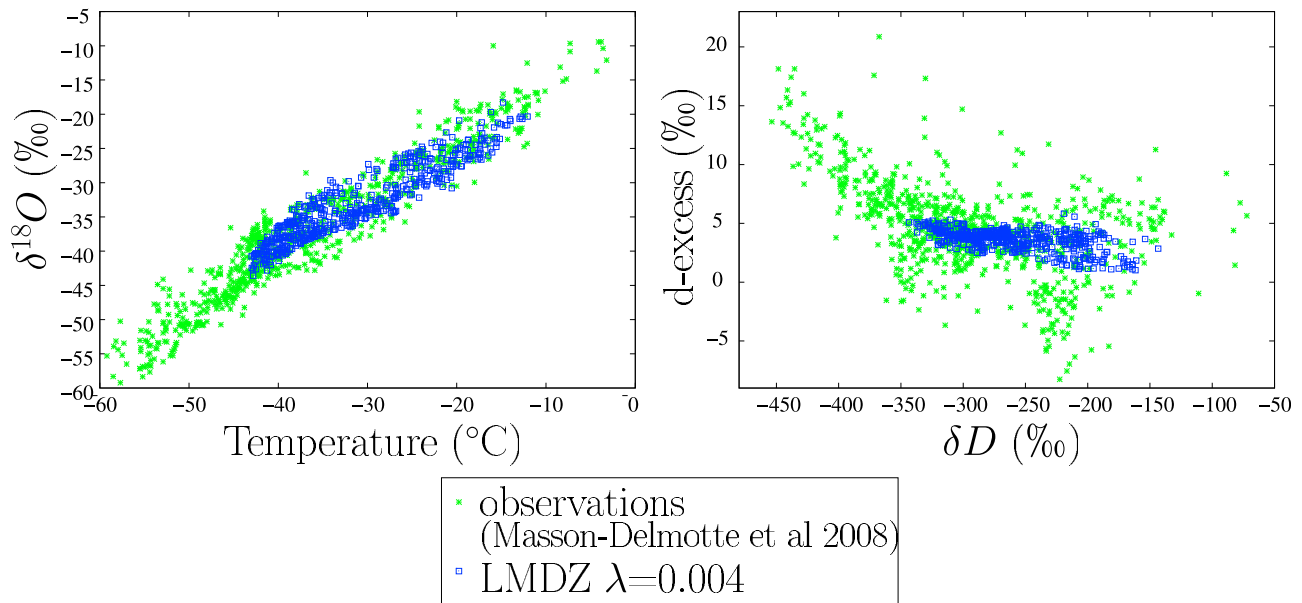 −5
−10
−15
−20
−25
−30
−35
−40
−45
−50
−55
−60
δ¹⁸O (‰)
−60 −50 −40 −30 −20 −10 0
Temperature (°C)
20
15
10
5
0
−5
d-excess (‰)
−450 −400 −350 −300 −250 −200 −150 −100 −50
δD (‰)
observations
(Masson-Delmotte et al 2008)
LMDZ λ=0.004